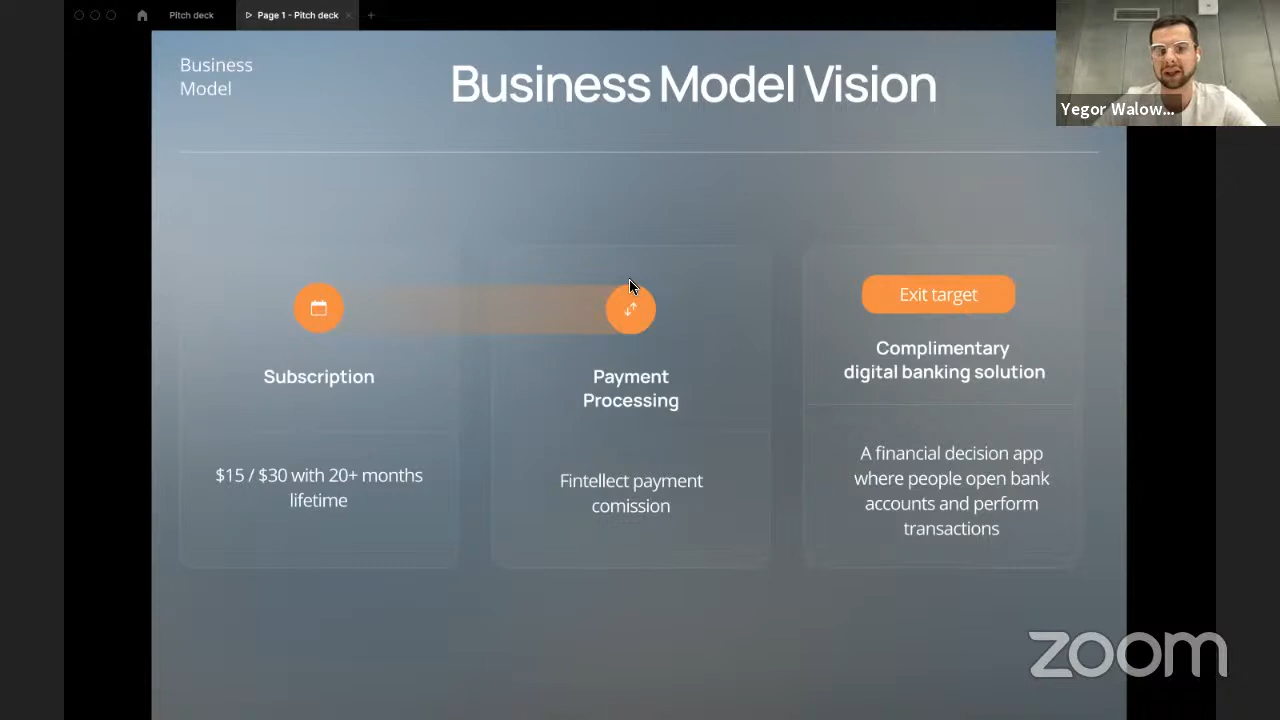 Pitch deck
Page 1 - Pitch deck
Business
Model
Business Model Vision
Yegor Walow...
Subscription
$15 / $30 with 20+ months
lifetime
Payment
Processing
Fintellect payment
comission
Exit target
Complimentary
digital banking solution
A financial decision app
where people open bank
accounts and perform
transactions
zoom